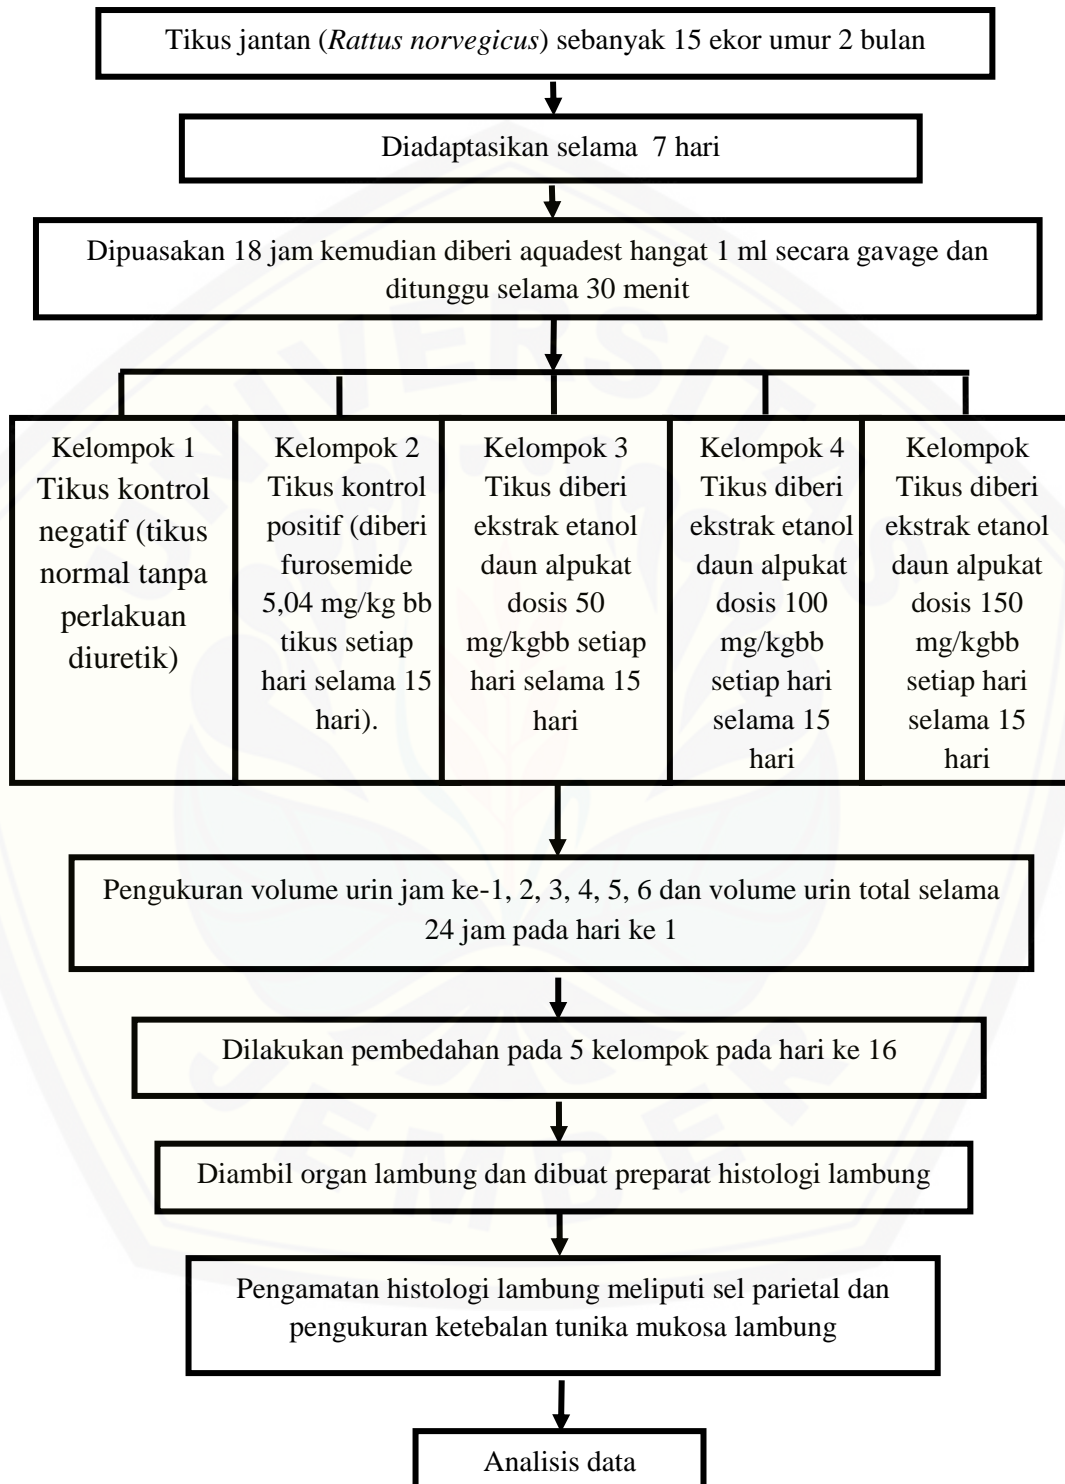 Tikus jantan (Rattus norvegicus) sebanyak 15 ekor umur 2 bulan
Diadaptasikan selama 7 hari
Dipuasakan 18 jam kemudian diberi aquadest hangat 1 ml secara gavage dan
ditunggu selama 30 menit
Kelompok 1
Tikus kontrol
negatif (tikus
normal tanpa
perlakuan
diuretik)
Kelompok 2
Tikus kontrol
positif (diberi
furosemide
5,04 mg/kg bb
tikus setiap
hari selama 15
hari).
Kelompok 3
Tikus diberi
ekstrak etanol
daun alpukat
dosis 50
mg/kgbb setiap
hari selama 15
hari
Kelompok 4
Tikus diberi
ekstrak etanol
daun alpukat
dosis 100
mg/kgbb
setiap hari
selama 15
hari
Kelompok
Tikus diberi
ekstrak etanol
daun alpukat
dosis 150
mg/kgbb
setiap hari
selama 15
hari
Pengukuran volume urin jam ke-1, 2, 3, 4, 5, 6 dan volume urin total selama
24 jam pada hari ke 1
Dilakukan pembedahan pada 5 kelompok pada hari ke 16
Diambil organ lambung dan dibuat preparat histologi lambung
Pengamatan histologi lambung meliputi sel parietal dan
pengukuran ketebalan tunika mukosa lambung
Analisis data
UNIVERSITAS
JEMBER